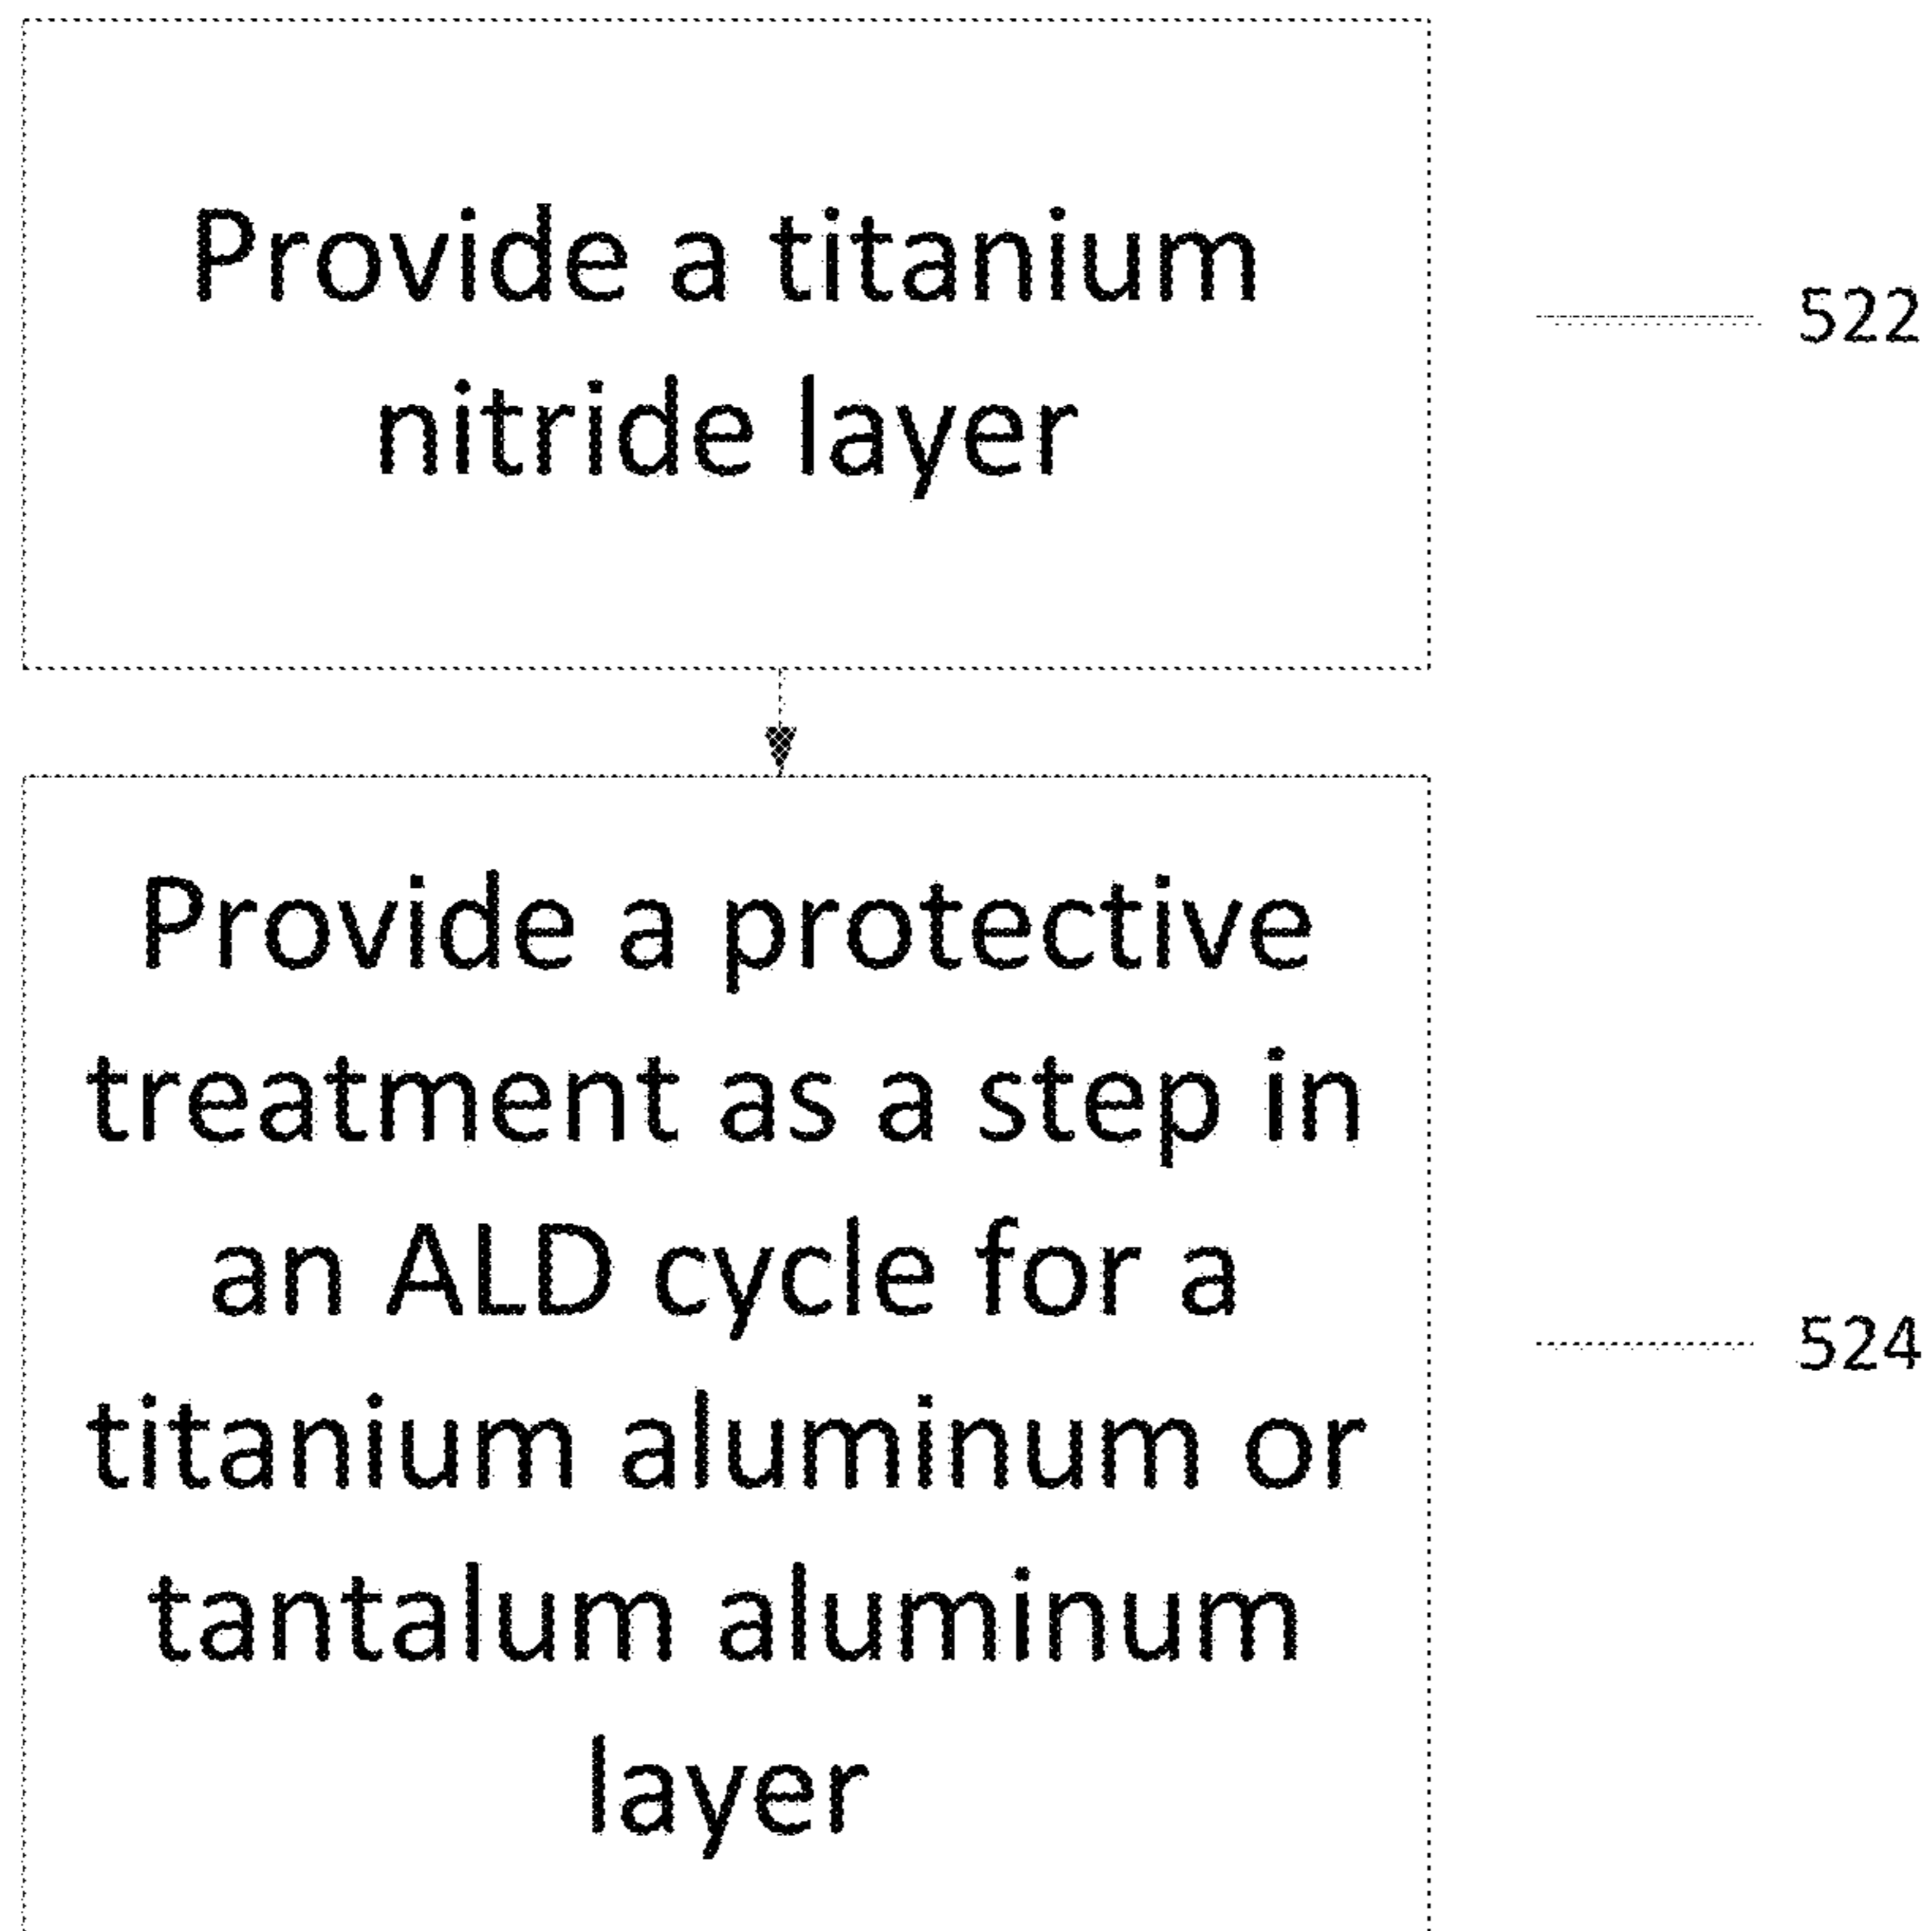 Provide a titanium
nitride layer
522
Provide a protective
treatment as a step in
an ALD cycle for a
titanium aluminum or
tantalum aluminum
layer
524